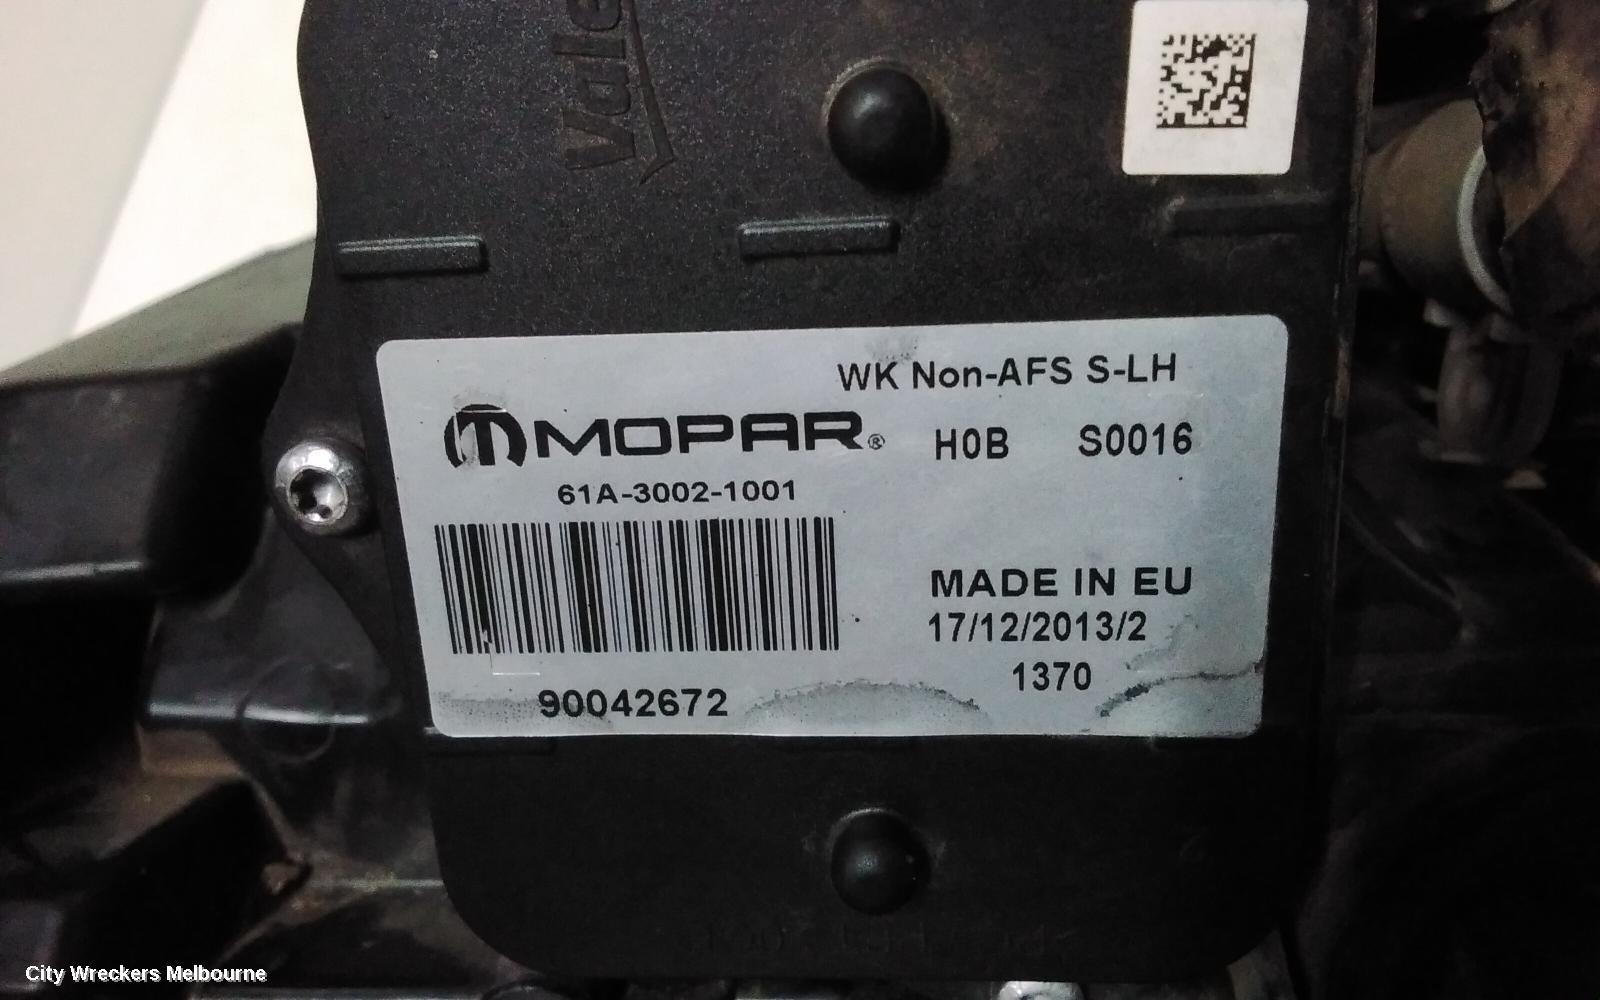 Vale
WK Non-AFS S-LH
MOPAR®
H0B S0016
61A-3002-1001
MADE IN EU
17/12/2013/2
1370
90042672
City Wreckers Melbourne